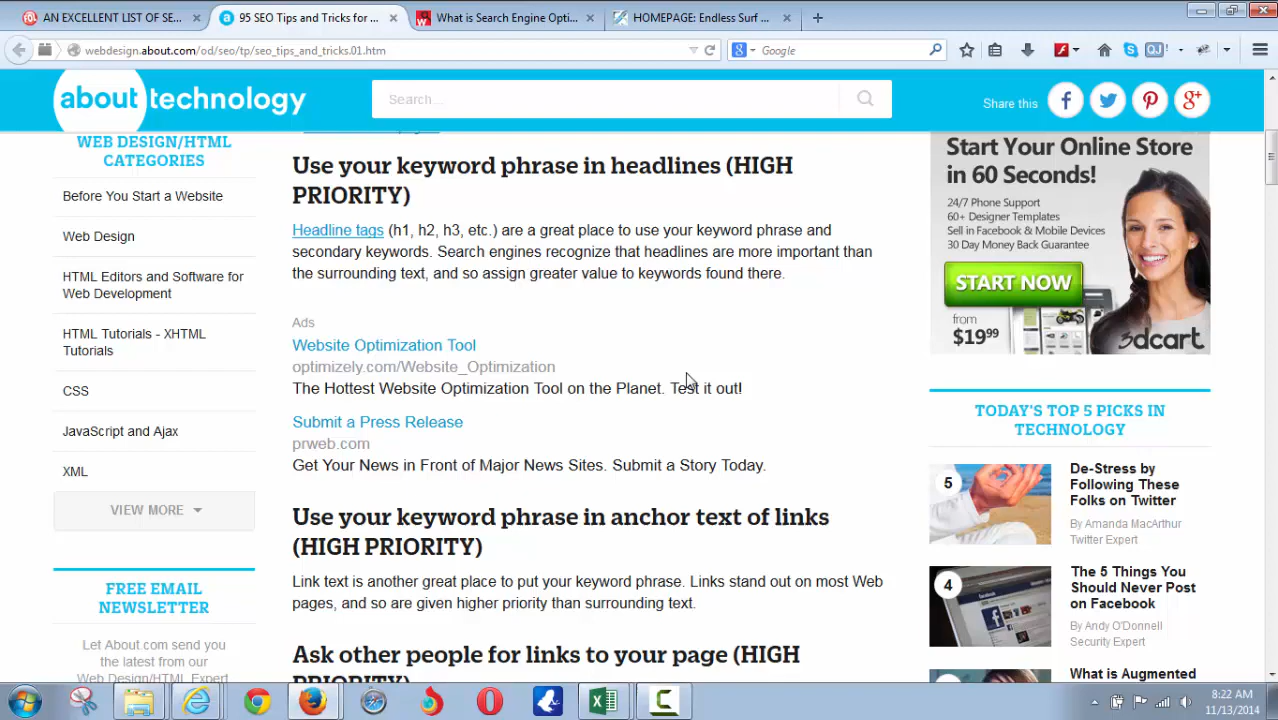 AN EXCELLENT LIST OF SE...
95 SEO Tips and Tricks for ...
What is Search Engine Opti...
HOMEPAGE: Endless Surf ...
webdesign.about.com/od/seo/tp/seo_tips_and_tricks.01.htm
Google
about technology
Search...
Share this
WEB DESIGN/HTML
CATEGORIES
Before You Start a Website
Web Design
HTML Editors and Software for
Web Development
HTML Tutorials - XHTML
Tutorials
CSS
JavaScript and Ajax
XML
VIEW MORE
FREE EMAIL
NEWSLETTER
Let About.com send you
the latest from our
Web Design/HTML Expert
Use your keyword phrase in headlines (HIGH
PRIORITY)
Headline tags (h1, h2, h3, etc.) are a great place to use your keyword phrase and
secondary keywords. Search engines recognize that headlines are more important than
the surrounding text, and so assign greater value to keywords found there.
Ads
Website Optimization Tool
optimizely.com/Website_Optimization
The Hottest Website Optimization Tool on the Planet. Test it out!
Submit a Press Release
prweb.com
Get Your News in Front of Major News Sites. Submit a Story Today.
Use your keyword phrase in anchor text of links
(HIGH PRIORITY)
Link text is another great place to put your keyword phrase. Links stand out on most Web
pages, and so are given higher priority than surrounding text.
Ask other people for links to your page (HIGH
PRIORITY)
Start Your Online Store
in 60 Seconds!
24/7 Phone Support
60+ Designer Templates
Sell in Facebook & Mobile Devices
30 Day Money Back Guarantee
START NOW
from
$19.99
3dcart
TODAY'S TOP 5 PICKS IN
TECHNOLOGY
5
De-Stress by
Following These
Folks on Twitter
By Amanda MacArthur
Twitter Expert
4
The 5 Things You
Should Never Post
on Facebook
By Andy O'Donnell
Security Expert
What is Augmented
8:22 AM
11/13/2014